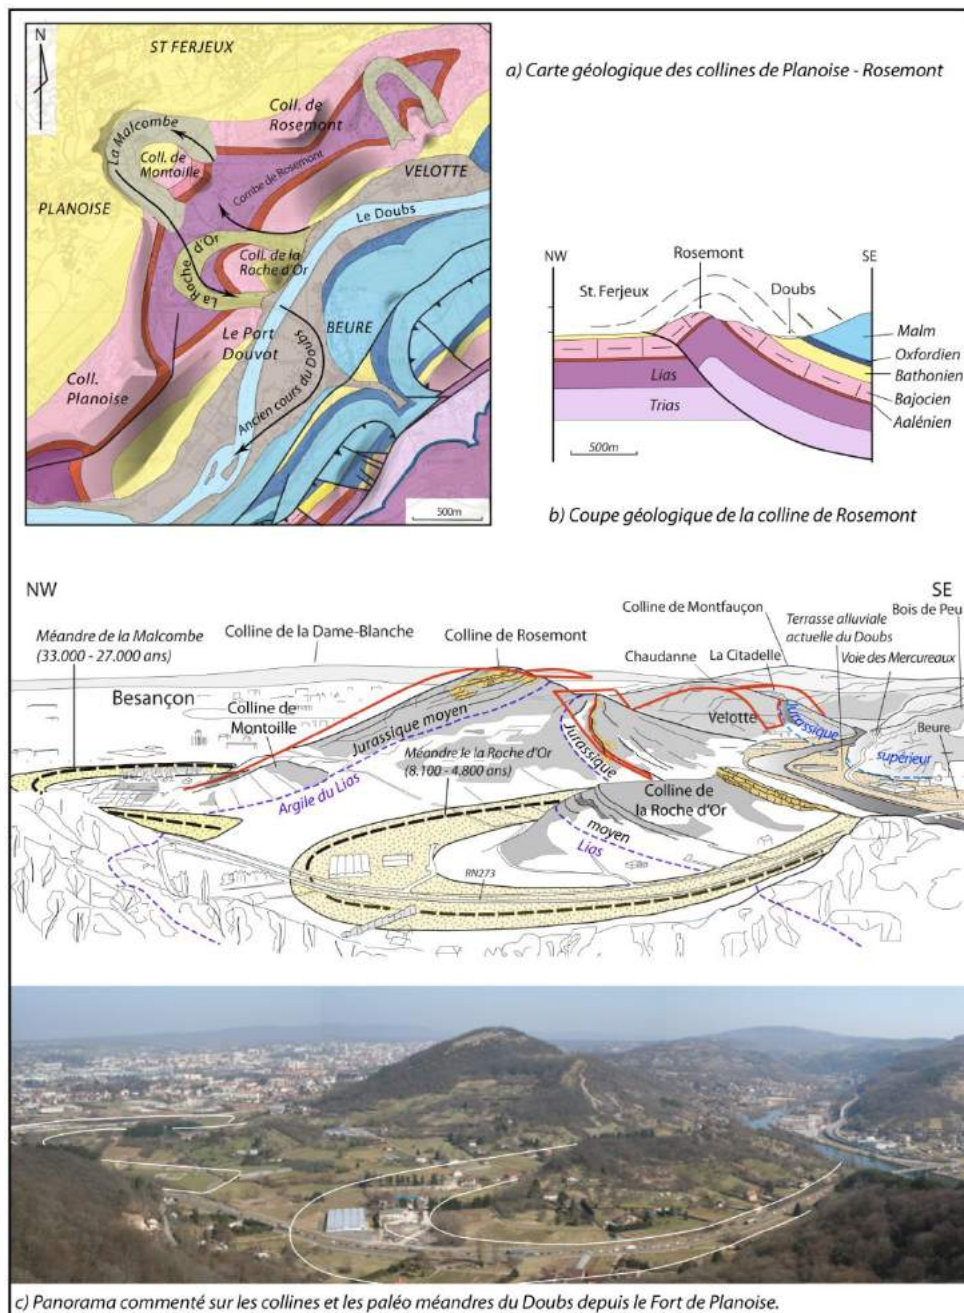 N
ST FERJEUX
a) Carte géologique des collines de Planoise - Rosemont
Coll. de
Rosemont
La Malcombe
Coll. de
Montoille
Combe de Rosemont
VELOTTE
PLANOISE
Le Doubs
La Roche d'Or
Coll. de la
Roche d'Or
Le Port
Douvot
BEURE
Ancien cours du Doubs
Coll.
Planoise
500m
NW
SE
Rosemont
St. Ferjeux
Doubs
Malm
Oxfordien
Lias
Bathonien
Bajocien
Trias
Aalénien
500m
b) Coupe géologique de la colline de Rosemont
NW
SE
Colline de Montfauçon
Bois de Peu
Terrasse alluviale
actuelle du Doubs
Méandre de la Malcombe
(33.000 - 27.000 ans)
Colline de la Dame-Blanche
Colline de Rosemont
Chaudanne
La Citadelle
Voie des Mercureaux
Besançon
Colline de
Montoille
Jurassique moyen
Velotte
Jurassique
supérieur
Beure
Méandre le la Roche d'Or
(8.100 - 4.800 ans)
Jurassique
moyen
Argile du Lias
Colline de
la Roche d'Or
Lias
RN273
c) Panorama commenté sur les collines et les paléo méandres du Doubs depuis le Fort de Planoise.